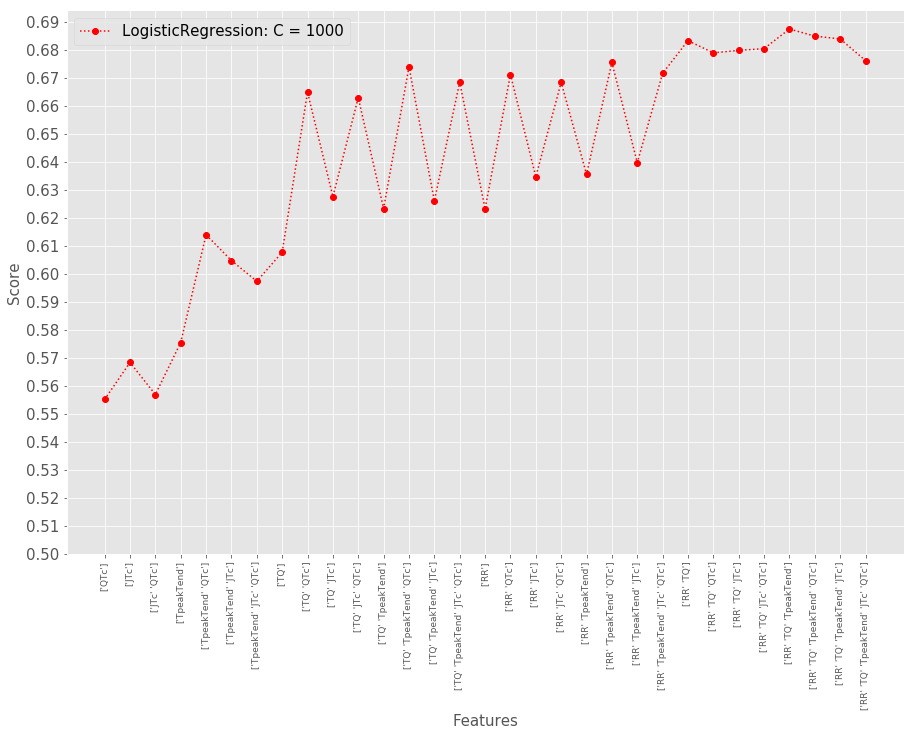 LogisticRegression: C = 1000
Score
0.69
0.68
0.67
0.66
0.65
0.64
0.63
0.62
0.61
0.60
0.59
0.58
0.57
0.56
0.55
0.54
0.53
0.52
0.51
0.50
['QTc']
['JTc']
['JTc' 'QTc']
['TpeakTend']
['TpeakTend' 'QTc']
['TpeakTend' 'JTc']
['TpeakTend' 'JTc' 'QTc']
['TQ']
['TQ' 'QTc']
['TQ' 'JTc']
['TQ' 'JTc' 'QTc']
['TQ' 'TpeakTend']
['TQ' 'TpeakTend' 'QTc']
['TQ' 'TpeakTend' 'JTc']
['TQ' 'TpeakTend' 'JTc' 'QTc']
['RR']
['RR' 'QTc']
['RR' 'JTc']
['RR' 'JTc' 'QTc']
['RR' 'TpeakTend']
['RR' 'TpeakTend' 'QTc']
['RR' 'TpeakTend' 'JTc']
['RR' 'TpeakTend' 'JTc' 'QTc']
['RR' 'TQ']
['RR' 'TQ' 'QTc']
['RR' 'TQ' 'JTc']
['RR' 'TQ' 'JTc' 'QTc']
['RR' 'TQ' 'TpeakTend']
['RR' 'TQ' 'TpeakTend' 'QTc']
['RR' 'TQ' 'TpeakTend' 'JTc']
['RR' 'TQ' 'TpeakTend' 'JTc' 'QTc']
Features